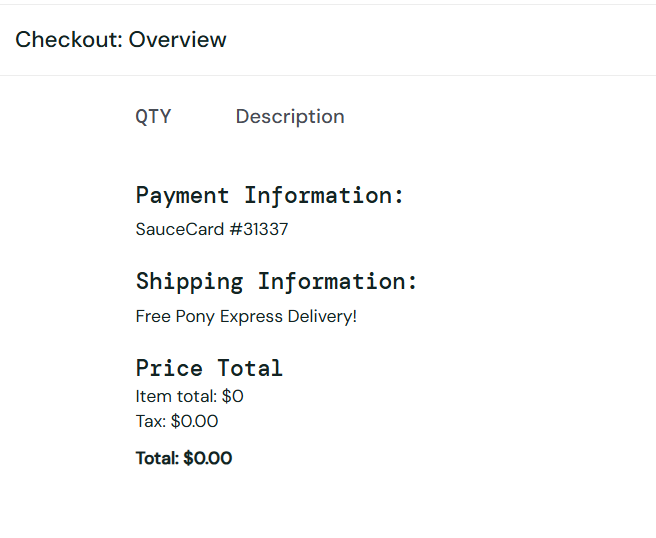 Checkout: Overview
QTY Description
Payment Information:
SauceCard #31337
Shipping Information:
Free Pony Express Delivery!
Price Total
Item total: $0
Tax: $0.00
Total: $0.00